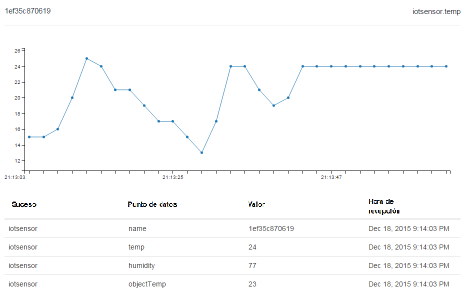 1ef35c870619 iotsensor.temp
26
24
22
20
18
16
14
12
21:13:03 21:13:25 21:13:47
Suceso Punto de datos Valor Hora de recepción
iotsensor name 1ef35c870619 Dec 18, 2015 9:14:03 PM
iotsensor temp 24 Dec 18, 2015 9:14:03 PM
iotsensor humidity 77 Dec 18, 2015 9:14:03 PM
iotsensor objectTemp 23 Dec 18, 2015 9:14:03 PM